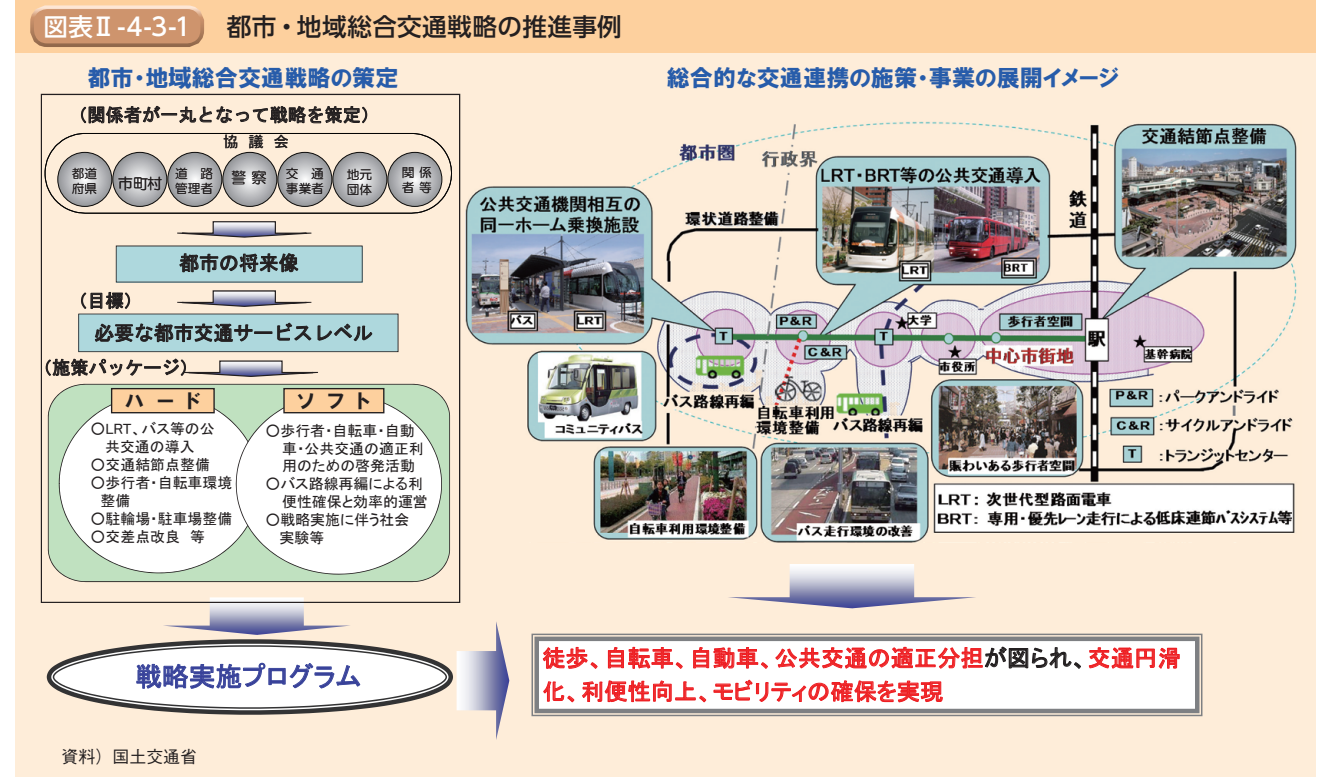 図表Ⅱ-4-3-1 都市・地域総合交通戦略の推進事例
都市・地域総合交通戦略の策定
(関係者が一丸となって戦略を策定)
協議会
都道
府県
市町村
道路
管理者
警察
交通
事業者
地元
団体
関係
者等
都市の将来像
(目標)
必要な都市交通サービスレベル
(施策パッケージ)
ハード
○LRT、バス等の公
共交通の導入
○交通結節点整備
○歩行者・自転車環境
整備
○駐輪場・駐車場整備
○交差点改良 等
ソフト
○歩行者・自転車・自動
車・公共交通の適正利
用のための啓発活動
○バス路線再編による利
便性確保と効率的運営
○戦略実施に伴う社会
実験等
戦略実施プログラム
総合的な交通連携の施策・事業の展開イメージ
都市圏
行政界
交通結節点整備
LRT・BRT等の公共交通導入
LRT
BRT
鉄道
公共交通機関相互の
同一ホーム乗換施設
バス
LRT
環状道路整備
P&R
C&R
T
T
大学
歩行者空間
駅
市役所
中心市街地
基幹病院
コミュニティバス
バス路線再編
自転車利用
環境整備
バス路線再編
賑わいある歩行者空間
自転車利用環境整備
バス走行環境の改善
P&R :パークアンドライド
C&R :サイクルアンドライド
T :トランジットセンター
LRT: 次世代型路面電車
BRT: 専用・優先レーン走行による低床連節バスシステム等
徒歩、自転車、自動車、公共交通の適正分担が図られ、交通円滑
化、利便性向上、モビリティの確保を実現
資料）国土交通省